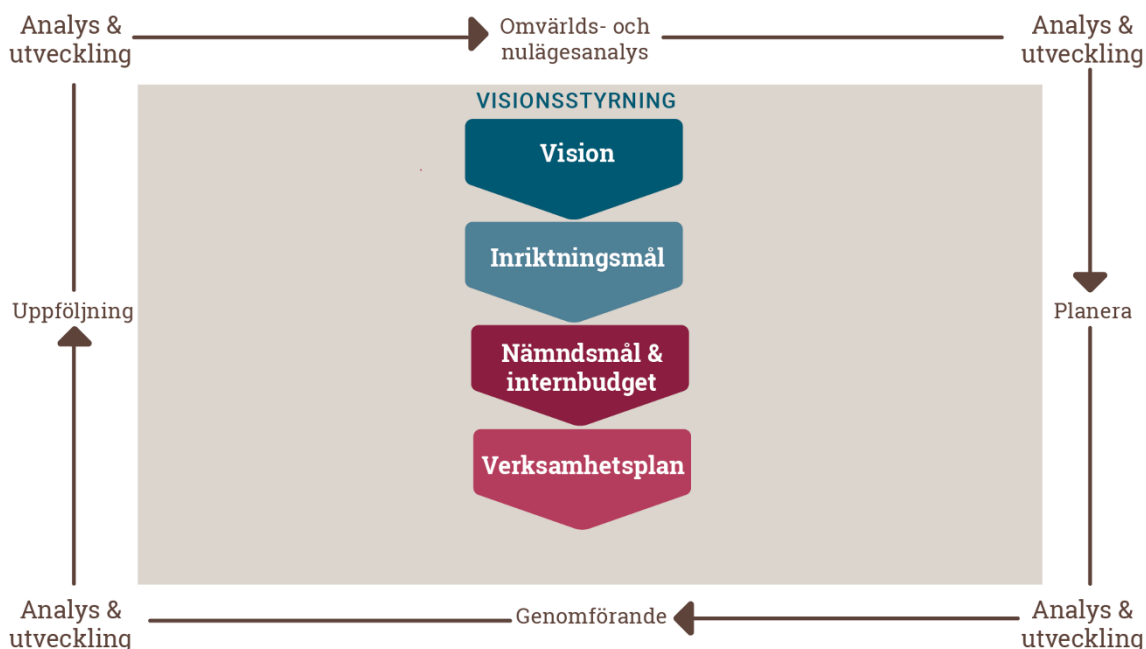 Analys &
utveckling
Omvärlds- och
nulägesanalys
Analys &
utveckling
VISIONSSTYRNING
Vision
Inriktningsmål
Uppföljning
Planera
Nämndsmål &
internbudget
Verksamhetsplan
Analys &
utveckling
Genomförande
Analys &
utveckling